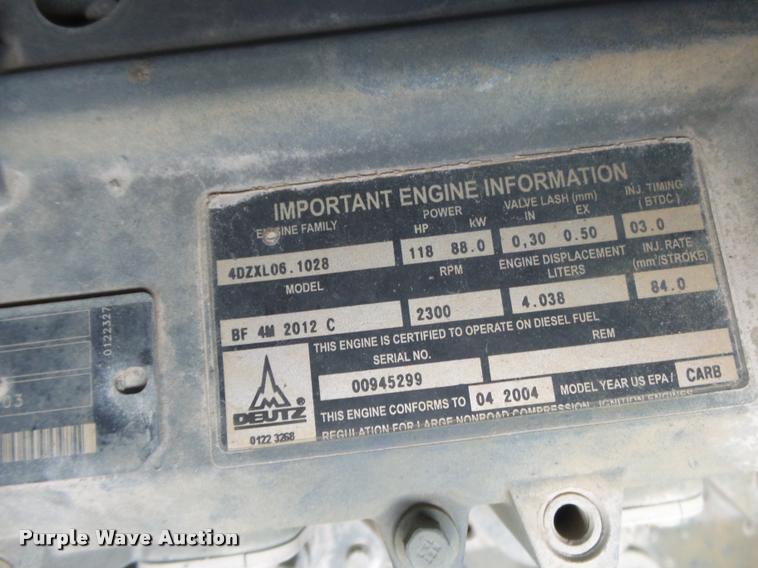 IMPORTANT ENGINE INFORMATION
ENGINE FAMILY
POWER
HP kW
VALVE LASH (mm)
IN EX
INJ. TIMING
(BTDC)
4DZXL06.1028
118 88.0
0,30 0.50
03.0
MODEL
RPM
ENGINE DISPLACEMENT
LITERS
INJ. RATE
(mm³/STROKE)
BF 4M 2012 C
2300
4.038
84.0
THIS ENGINE IS CERTIFIED TO OPERATE ON DIESEL FUEL
SERIAL NO.
REM
00945299
DEUTZ ®
0122 3268
THIS ENGINE CONFORMS TO 04 2004 MODEL YEAR US EPA / CARB
REGULATION FOR LARGE NONROAD COMPRESSION IGNITION ENGINES
0122327
03
Purple Wave Auction